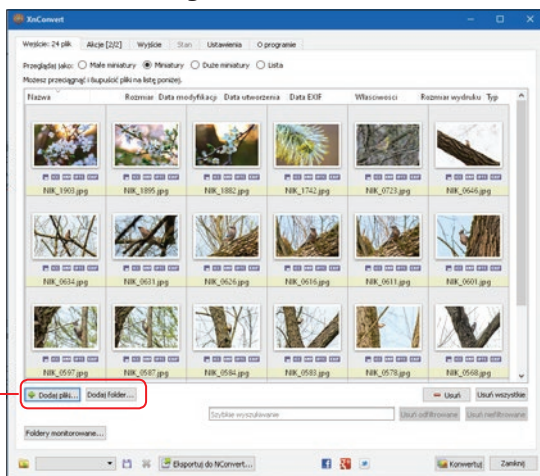 XnConvert
Wejście: 24 plik Akcje [2/2] Wyjście Stan Ustawienia O programie
Przeglądaj jako: Małe miniatury Miniatury Duże miniatury Lista
Możesz przeciągnąć i &upuścić pliki na listę poniżej.
Nazwa Rozmiar Data modyfikacji Data utworzenia Data EXIF Właściwości Rozmiar wydruku Typ
NIK_1903.jpg NIK_1895.jpg NIK_1882.jpg NIK_1742.jpg NIK_0723.jpg NIK_0646.jpg
NIK_0634.jpg NIK_0631.jpg NIK_0626.jpg NIK_0616.jpg NIK_0611.jpg NIK_0601.jpg
NIK_0597.jpg NIK_0587.jpg NIK_0584.jpg NIK_0583.jpg NIK_0578.jpg NIK_0568.jpg
Dodaj pliki... Dodaj folder... Usuń Usuń wszystkie
Szybkie wyszukiwanie Usuń odfiltrowane Usuń niefiltrowane
Foldery monitorowane...
Eksportuj do NConvert... Konwertuj Zamknij